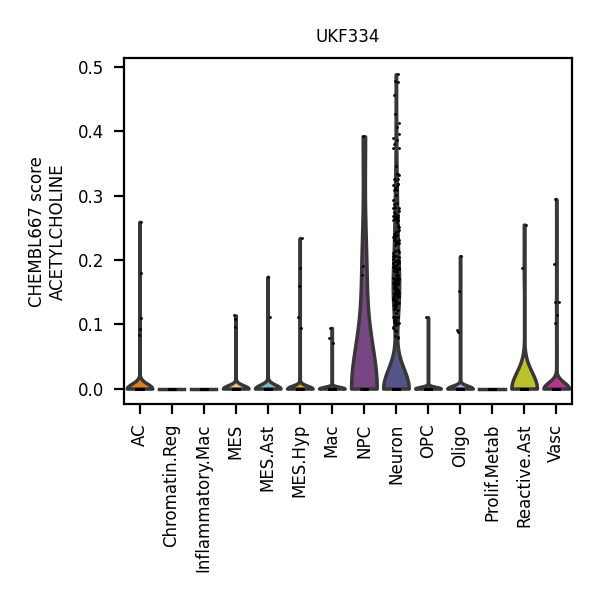 UKF334
CHEMBL667 score
ACETYLCHOLINE
0.5
0.4
0.3
0.2
0.1
0.0
AC
Chromatin.Reg
Inflammatory.Mac
MES
MES.Ast
MES.Hyp
Mac
NPC
Neuron
OPC
Oligo
Prolif.Metab
Reactive.Ast
Vasc